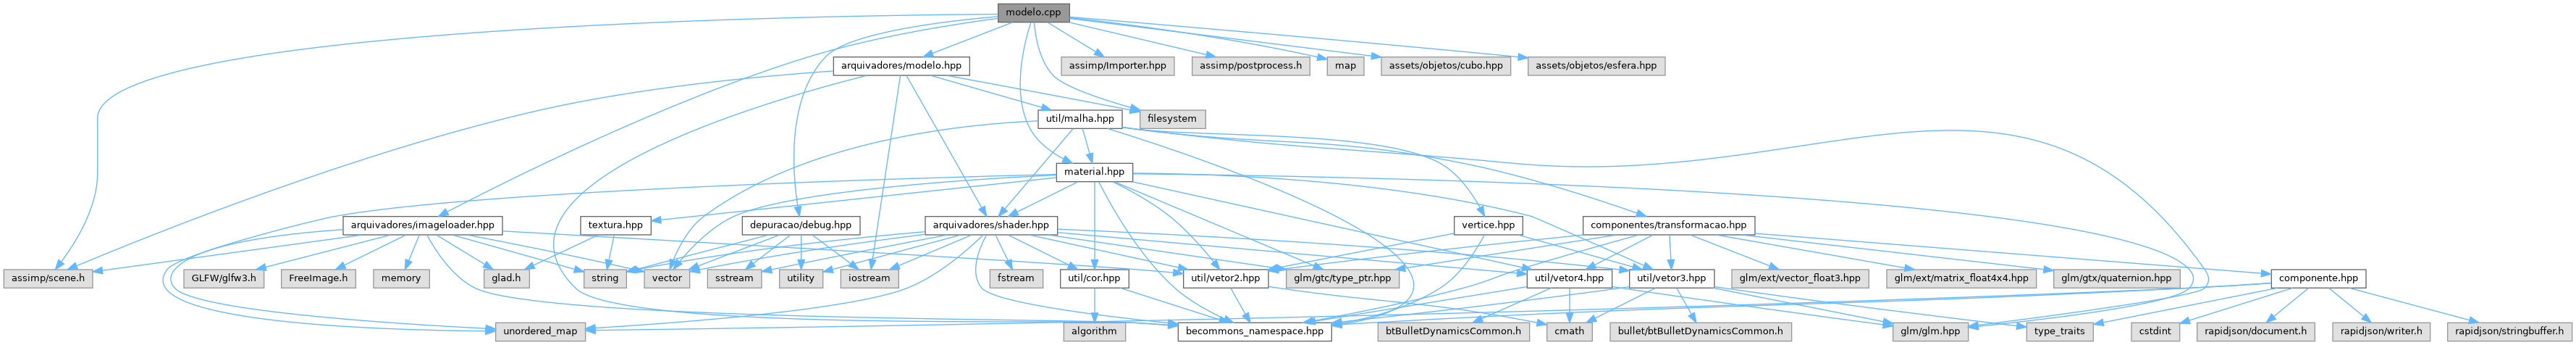 modelo.cpp
arquivadores/modelo.hpp
assimp/Importer.hpp
assimp/postprocess.h
map
assets/objetos/cubo.hpp
assets/objetos/esfera.hpp
util/malha.hpp
filesystem
material.hpp
arquivadores/imageloader.hpp
textura.hpp
depuracao/debug.hpp
arquivadores/shader.hpp
vertice.hpp
componentes/transformacao.hpp
assimp/scene.h
GLFW/glfw3.h
FreeImage.h
memory
glad.h
string
vector
sstream
utility
iostream
fstream
util/cor.hpp
util/vetor2.hpp
glm/gtc/type_ptr.hpp
util/vetor4.hpp
util/vetor3.hpp
glm/ext/vector_float3.hpp
glm/ext/matrix_float4x4.hpp
glm/gtx/quaternion.hpp
componente.hpp
unordered_map
algorithm
becommons_namespace.hpp
btBulletDynamicsCommon.h
cmath
bullet/btBulletDynamicsCommon.h
glm/glm.hpp
type_traits
cstdint
rapidjson/document.h
rapidjson/writer.h
rapidjson/stringbuffer.h